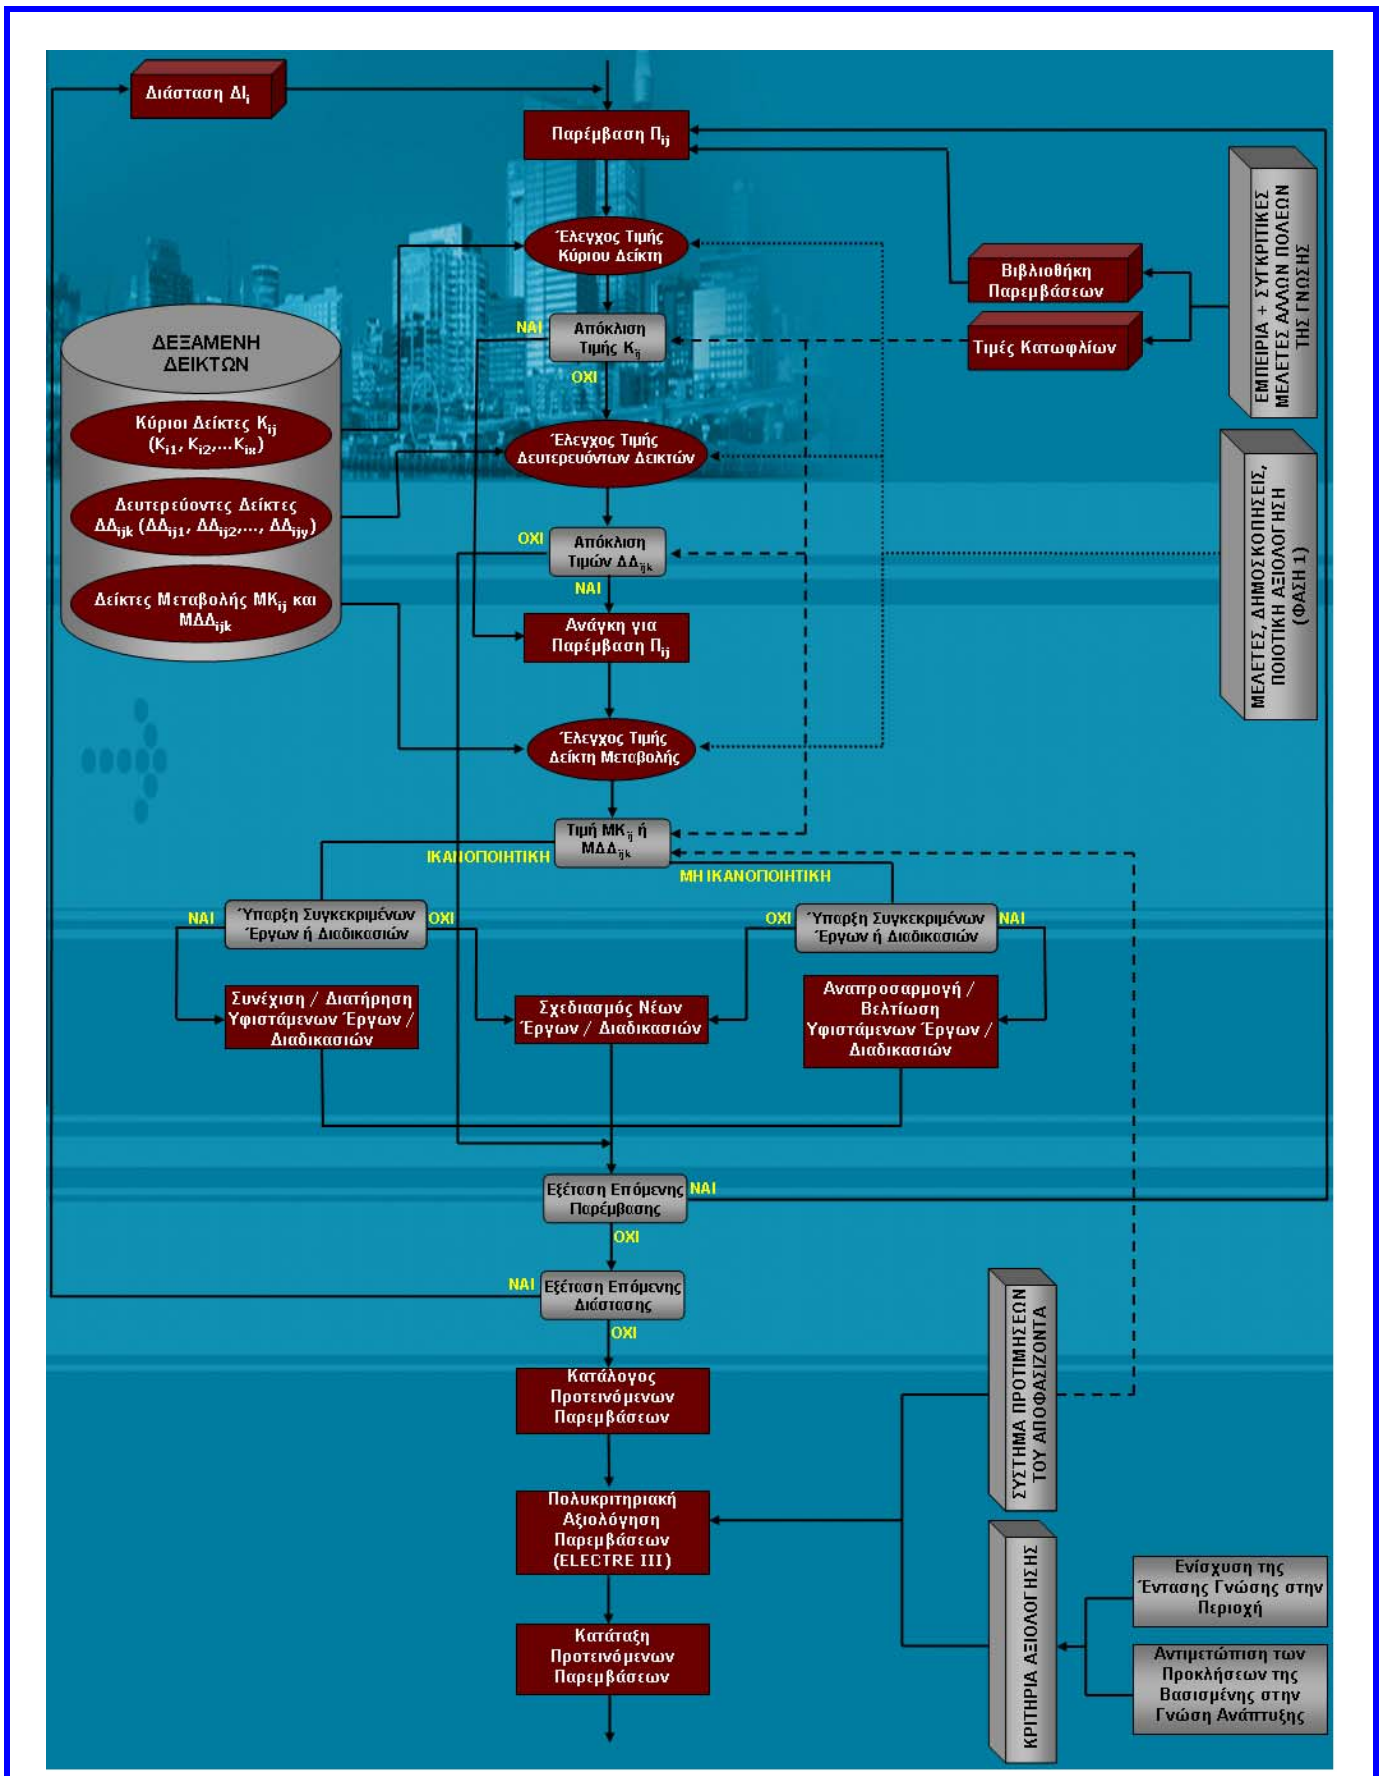 Διάσταση ΔΙi
Παρέμβαση Πij
Έλεγχος Τιμής
Κύριου Δείκτη
ΝΑΙ
Απόκλιση
Τιμής Κij
ΟΧΙ
Βιβλιοθήκη
Παρεμβάσεων
Τιμές Κατωφλίων
ΕΜΠΕΙΡΙΑ + ΣΥΓΚΡΙΤΙΚΕΣ
ΜΕΛΕΤΕΣ ΑΛΛΩΝ ΠΟΛΕΩΝ
ΤΗΣ ΓΝΩΣΗΣ
ΔΕΞΑΜΕΝΗ
ΔΕΙΚΤΩΝ
Κύριοι Δείκτες Κij
(Κi1, Κi2,...Κix)
Δευτερεύοντες Δείκτες
ΔΔijk (ΔΔij1, ΔΔij2,..., ΔΔijy)
Δείκτες Μεταβολής ΜΚij και
ΜΔΔijk
Έλεγχος Τιμής
Δευτερευόντων Δεικτών
ΟΧΙ
Απόκλιση
Τιμών ΔΔijk
ΝΑΙ
Ανάγκη για
Παρέμβαση Πij
ΜΕΛΕΤΕΣ, ΔΗΜΟΣΚΟΠΗΣΕΙΣ,
ΠΟΙΟΤΙΚΗ ΑΞΙΟΛΟΓΗΣΗ
(ΦΑΣΗ 1)
Έλεγχος Τιμής
Δείκτη Μεταβολής
Τιμή ΜΚij ή
ΜΔΔijk
ΙΚΑΝΟΠΟΙΗΤΙΚΗ
ΜΗ ΙΚΑΝΟΠΟΙΗΤΙΚΗ
ΝΑΙ
Ύπαρξη Συγκεκριμένων
Έργων ή Διαδικασιών
ΟΧΙ
ΟΧΙ
Ύπαρξη Συγκεκριμένων
Έργων ή Διαδικασιών
ΝΑΙ
Συνέχιση / Διατήρηση
Υφιστάμενων Έργων /
Διαδικασιών
Σχεδιασμός Νέων
Έργων / Διαδικασιών
Αναπροσαρμογή /
Βελτίωση
Υφιστάμενων Έργων /
Διαδικασιών
Εξέταση Επόμενης
Παρέμβασης
ΝΑΙ
ΟΧΙ
ΝΑΙ
Εξέταση Επόμενης
Διάστασης
ΟΧΙ
Κατάλογος
Προτεινόμενων
Παρεμβάσεων
ΣΥΣΤΗΜΑ ΠΡΟΤΙΜΗΣΕΩΝ
ΤΟΥ ΑΠΟΦΑΣΙΖΟΝΤΑ
Πολυκριτηριακή
Αξιολόγηση
Παρεμβάσεων
(ELECTRE III)
ΚΡΙΤΗΡΙΑ ΑΞΙΟΛΟΓΗΣΗΣ
Ενίσχυση της
Έντασης Γνώσης στην
Περιοχή
Κατάταξη
Προτεινόμενων
Παρεμβάσεων
Αντιμετώπιση των
Προκλήσεων της
Βασισμένης στην
Γνώση Ανάπτυξης